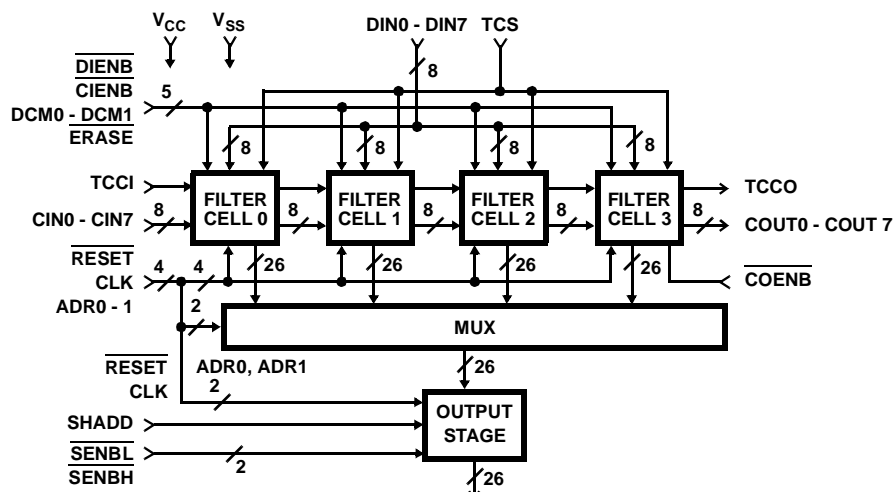 VCC VSS DIN0 - DIN7 TCS
DIENB
CIENB
DCM0 - DCM1
ERASE
5 8
8 8 8 8
TCCI FILTER CELL 0 FILTER CELL 1 FILTER CELL 2 FILTER CELL 3 TCCO
CIN0 - CIN7 8 8 8 8 8 COUT0 - COUT 7
RESET
CLK
ADR0 - 1
4 4 26 26 26 26 COENB
2 MUX
RESET
CLK
ADR0, ADR1
2 26
SHADD OUTPUT
STAGE
SENBL
SENBH
2 26